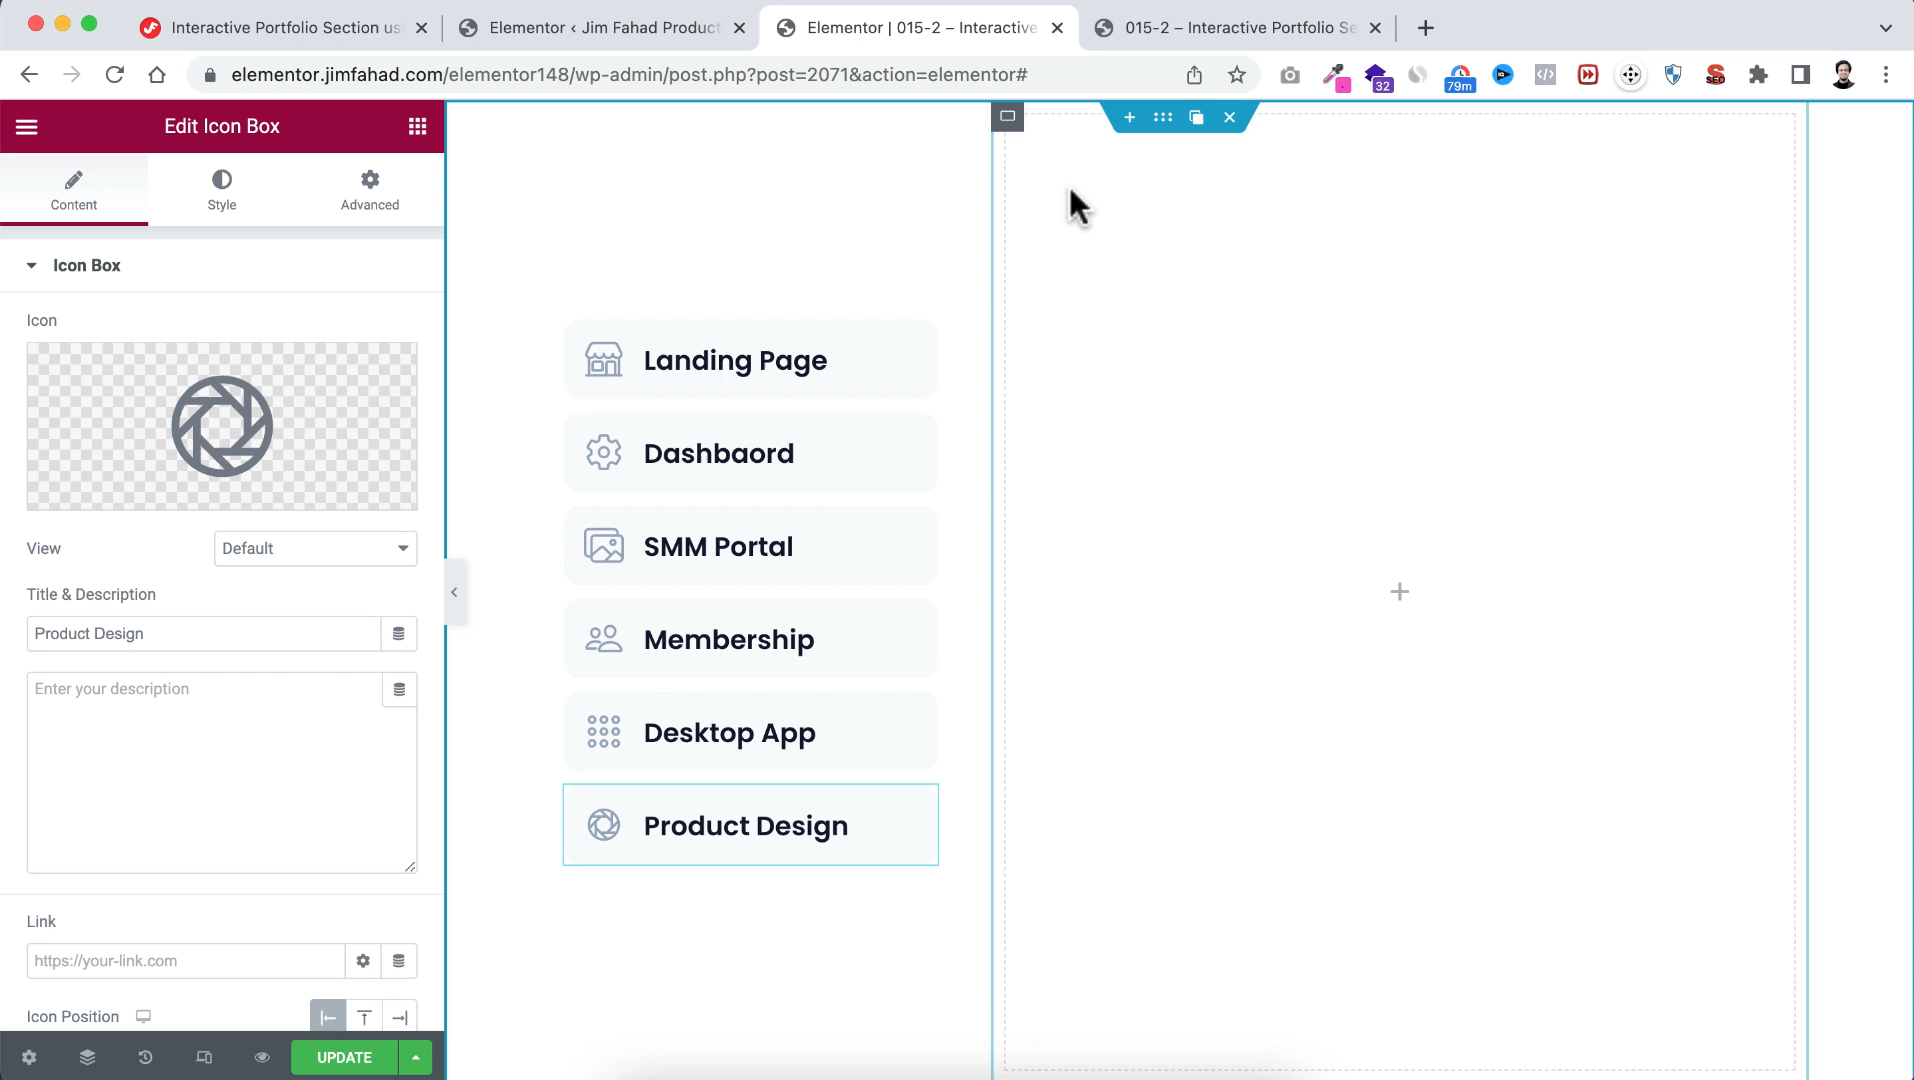 Interactive Portfolio Section us
Elementor ‹ Jim Fahad Product
Elementor | 015-2 – Interactive
015-2 – Interactive Portfolio Se
elementor.jimfahad.com/elementor148/wp-admin/post.php?post=2071&action=elementor#
32
79m
SEO
Edit Icon Box
Content
Style
Advanced
Icon Box
Icon
View
Default
Title & Description
Product Design
Enter your description
Link
https://your-link.com
Icon Position
UPDATE
Landing Page
Dashbaord
SMM Portal
Membership
Desktop App
Product Design